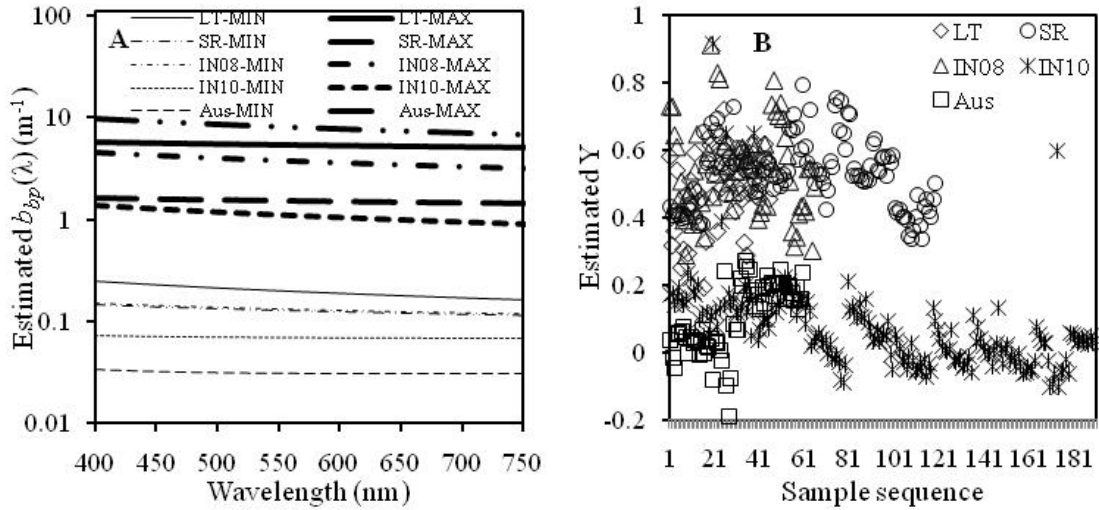 A
LT-MIN LT-MAX
SR-MIN SR-MAX
IN08-MIN IN08-MAX
IN10-MIN IN10-MAX
Aus-MIN Aus-MAX
Estimated b_bp(λ) (m⁻¹)
100
10
1
0.1
0.01
400 450 500 550 600 650 700 750
Wavelength (nm)
B
LT SR
IN08 IN10
Aus
Estimated Y
1
0.8
0.6
0.4
0.2
0
-0.2
1 21 41 61 81 101 121 141 161 181
Sample sequence